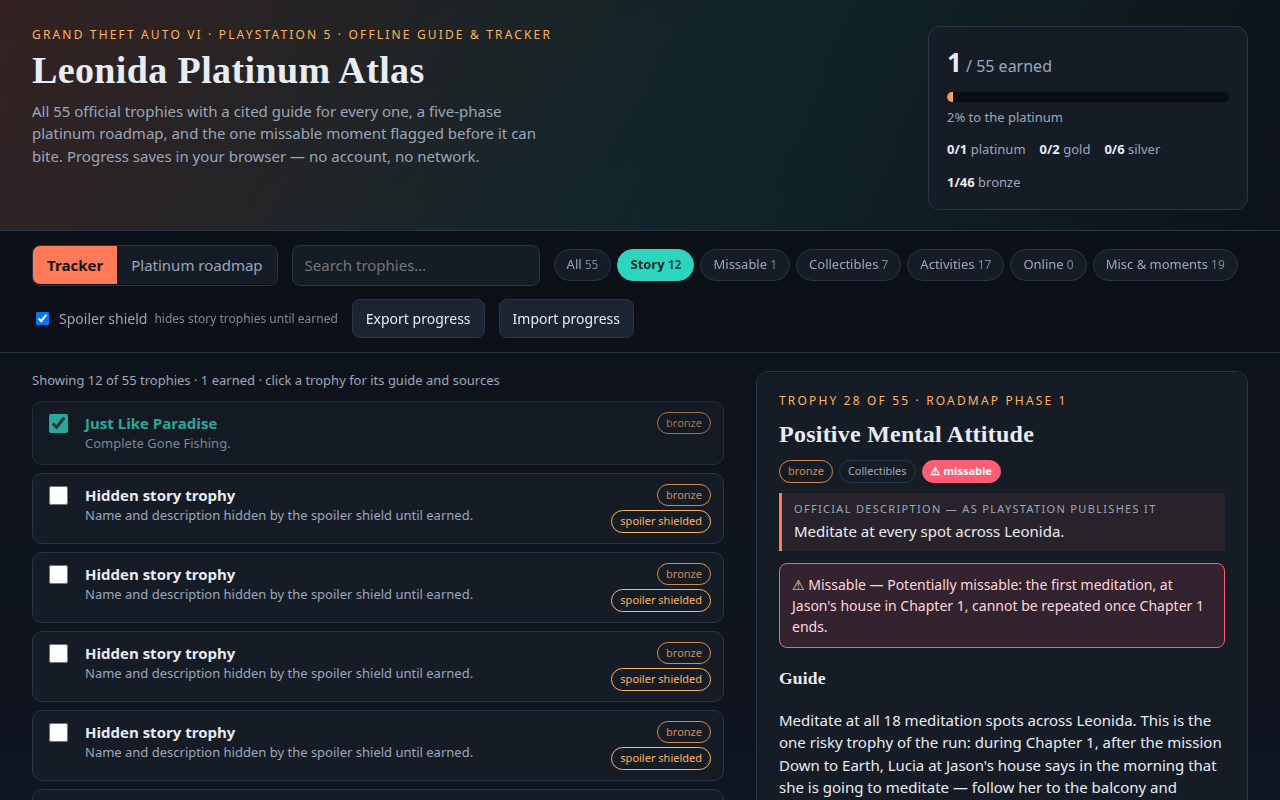 GRAND THEFT AUTO VI · PLAYSTATION 5 · OFFLINE GUIDE & TRACKER
Leonida Platinum Atlas
All 55 official trophies with a cited guide for every one, a five-phase
platinum roadmap, and the one missable moment flagged before it can
bite. Progress saves in your browser — no account, no network.
1 / 55 earned
2% to the platinum
0/1 platinum 0/2 gold 0/6 silver
1/46 bronze
Tracker Platinum roadmap Search trophies... All 55 Story 12 Missable 1 Collectibles 7 Activities 17 Online 0 Misc & moments 19
Spoiler shield hides story trophies until earned Export progress Import progress
Showing 12 of 55 trophies · 1 earned · click a trophy for its guide and sources
Just Like Paradise bronze
Complete Gone Fishing.
Hidden story trophy bronze
Name and description hidden by the spoiler shield until earned. spoiler shielded
Hidden story trophy bronze
Name and description hidden by the spoiler shield until earned. spoiler shielded
Hidden story trophy bronze
Name and description hidden by the spoiler shield until earned. spoiler shielded
Hidden story trophy bronze
Name and description hidden by the spoiler shield until earned. spoiler shielded
TROPHY 28 OF 55 · ROADMAP PHASE 1
Positive Mental Attitude
bronze Collectibles ⚠ missable
OFFICIAL DESCRIPTION — AS PLAYSTATION PUBLISHES IT
Meditate at every spot across Leonida.
⚠ Missable — Potentially missable: the first meditation, at
Jason's house in Chapter 1, cannot be repeated once Chapter 1
ends.
Guide
Meditate at all 18 meditation spots across Leonida. This is the
one risky trophy of the run: during Chapter 1, after the mission
Down to Earth, Lucia at Jason's house says in the morning that
she is going to meditate — follow her to the balcony and